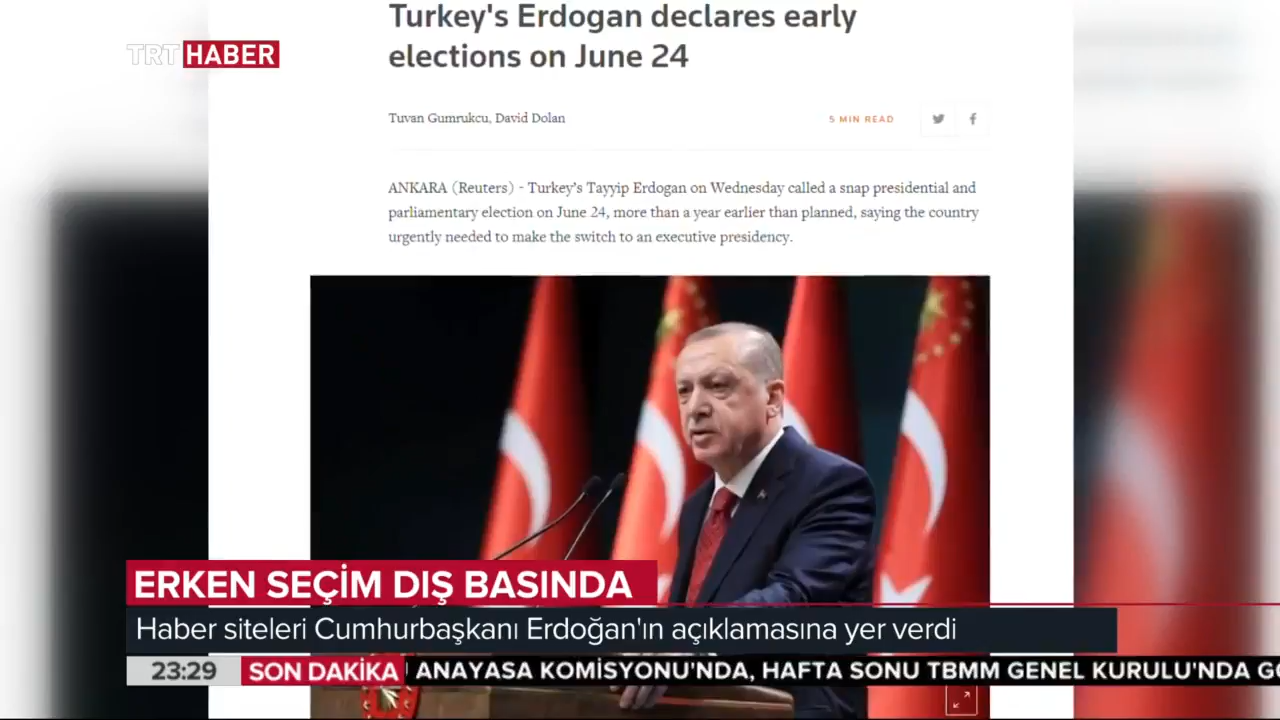 TRT HABER
Turkey's Erdogan declares early
elections on June 24
Tuvan Gumrukcu, David Dolan
5 MIN READ
ANKARA (Reuters) - Turkey's Tayyip Erdogan on Wednesday called a snap presidential and
parliamentary election on June 24, more than a year earlier than planned, saying the country
urgently needed to make the switch to an executive presidency.
ERKEN SEÇİM DIŞ BASINDA
Haber siteleri Cumhurbaşkanı Erdoğan'ın açıklamasına yer verdi
23:29 SON DAKİKA ANAYASA KOMİSYONU'NDA, HAFTA SONU TBMM GENEL KURULU'NDA